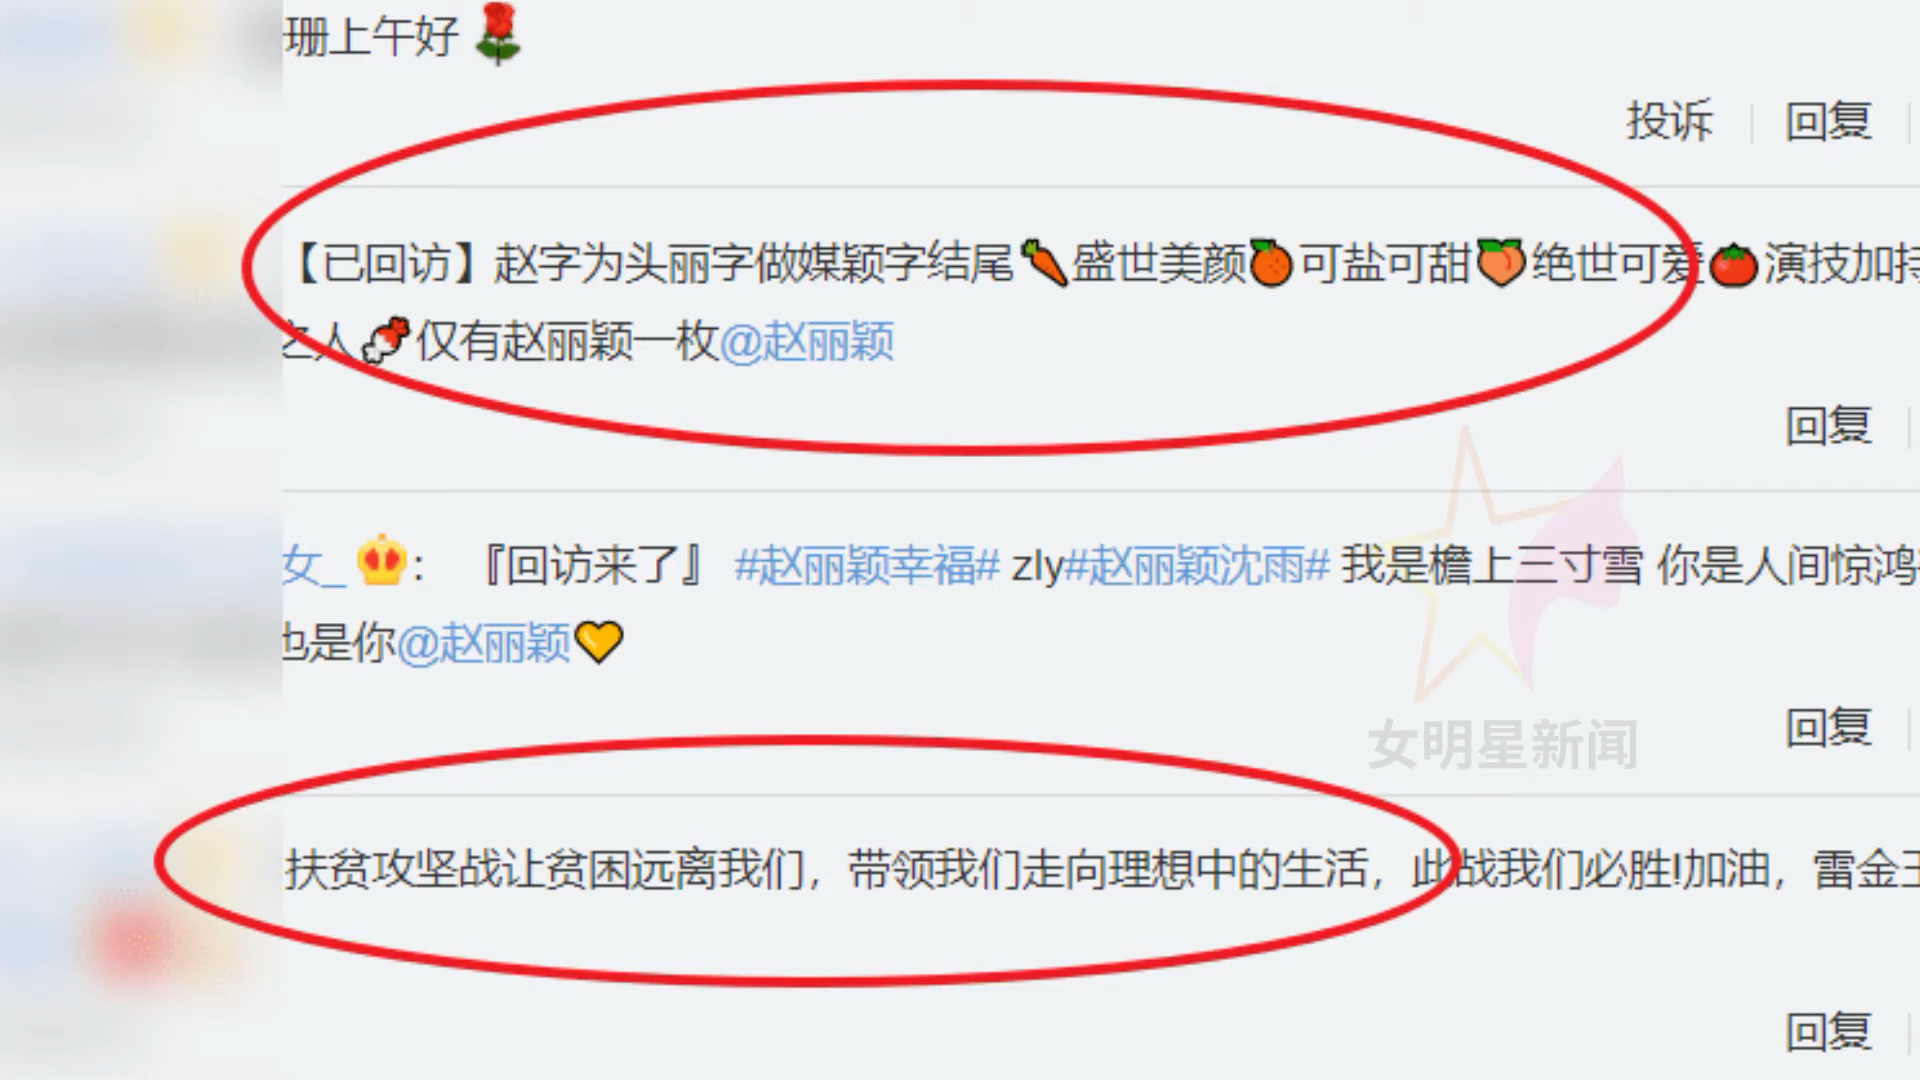 珊上午好🌹
投诉 回复
【已回访】赵字为头丽字做媒颖字结尾🥕盛世美颜🍊可盐可甜🍑绝世可爱🍅演技加持
之人🍖仅有赵丽颖一枚@赵丽颖
回复
女_: 『回访来了』 #赵丽颖幸福# zly#赵丽颖沈雨# 我是檐上三寸雪 你是人间惊鸿
也是你@赵丽颖💛
女明星新闻
回复
扶贫攻坚战让贫困远离我们，带领我们走向理想中的生活，此战我们必胜!加油，雷金玉
回复